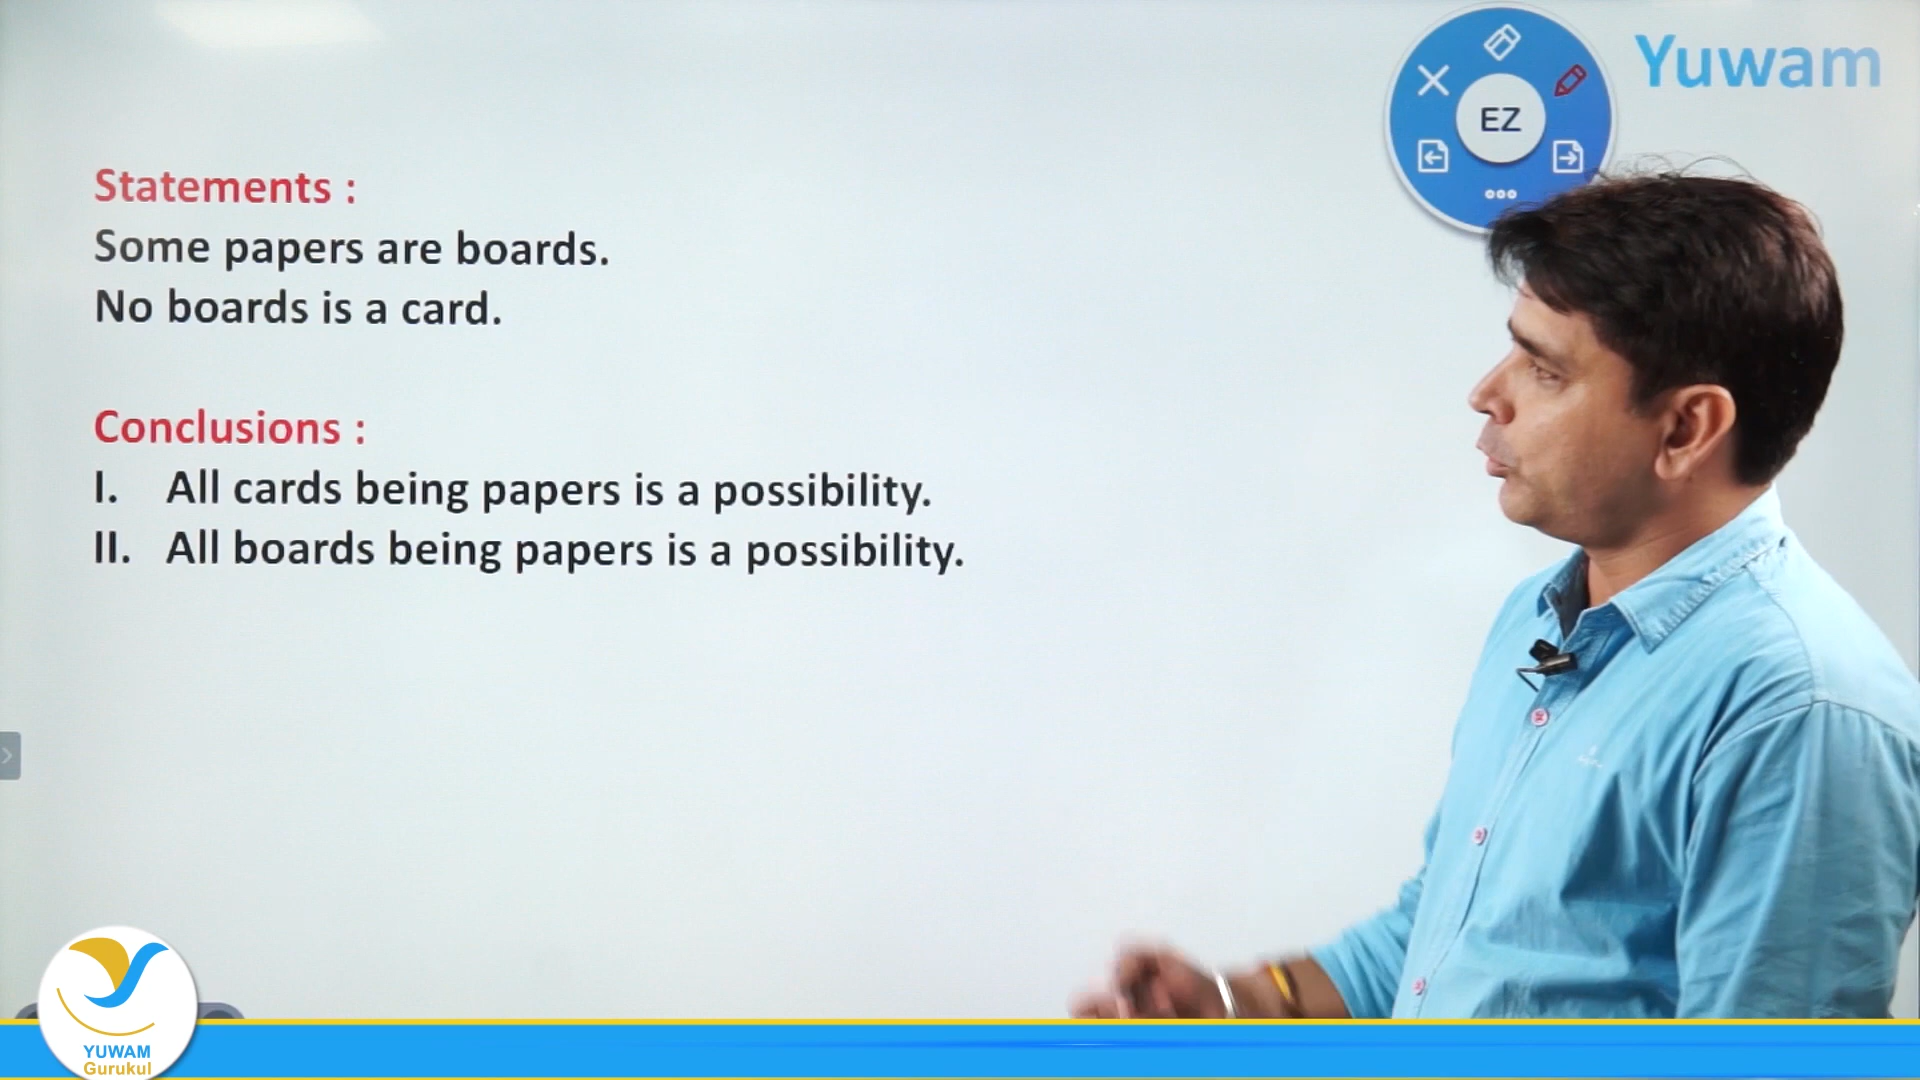 Yuwam
EZ
Statements :
Some papers are boards.
No boards is a card.
Conclusions :
I. All cards being papers is a possibility.
II. All boards being papers is a possibility.
YUWAM
Gurukul